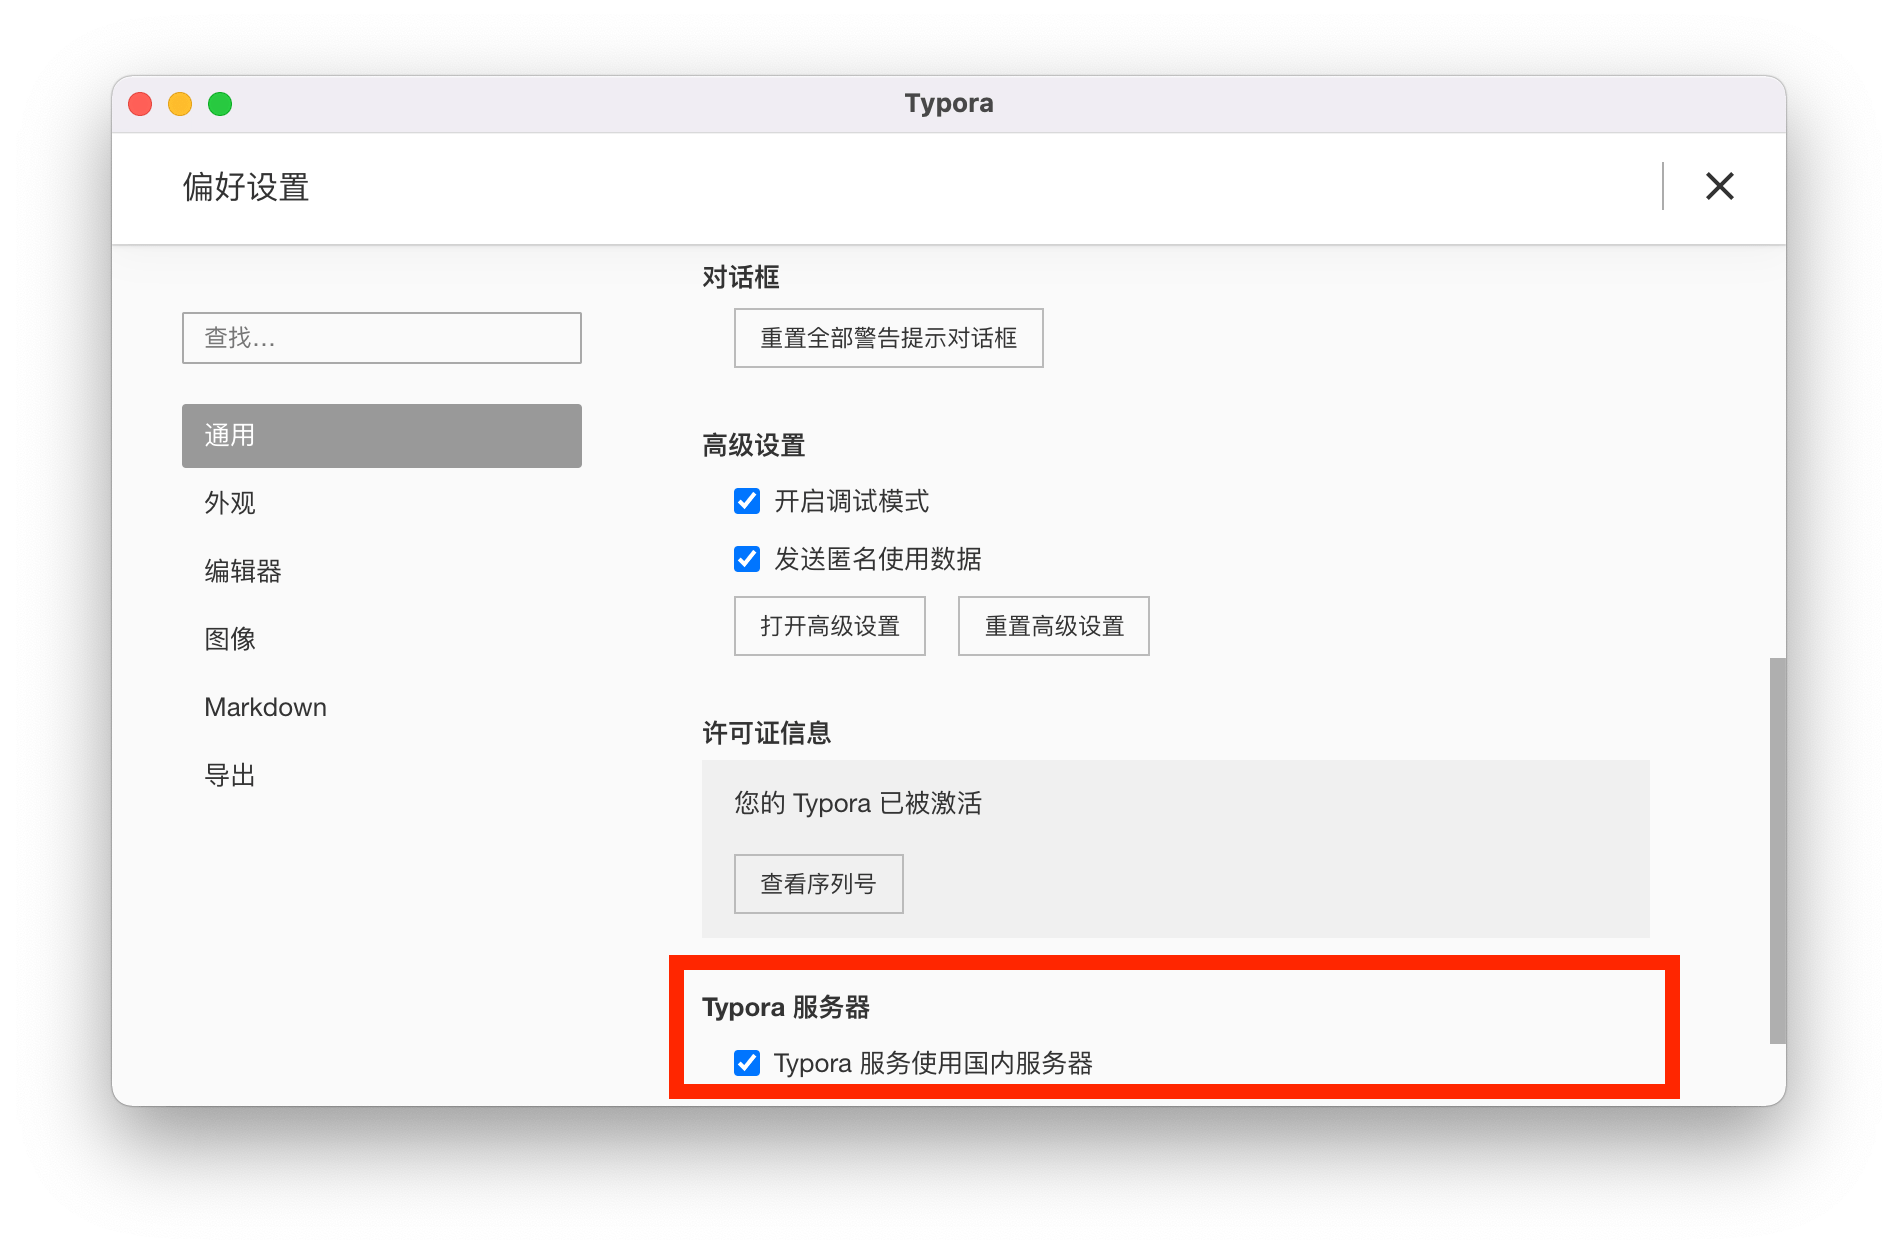 Typora
偏好设置
查找...
通用
外观
编辑器
图像
Markdown
导出
对话框
重置全部警告提示对话框
高级设置
开启调试模式
发送匿名使用数据
打开高级设置
重置高级设置
许可证信息
您的 Typora 已被激活
查看序列号
Typora 服务器
Typora 服务使用国内服务器